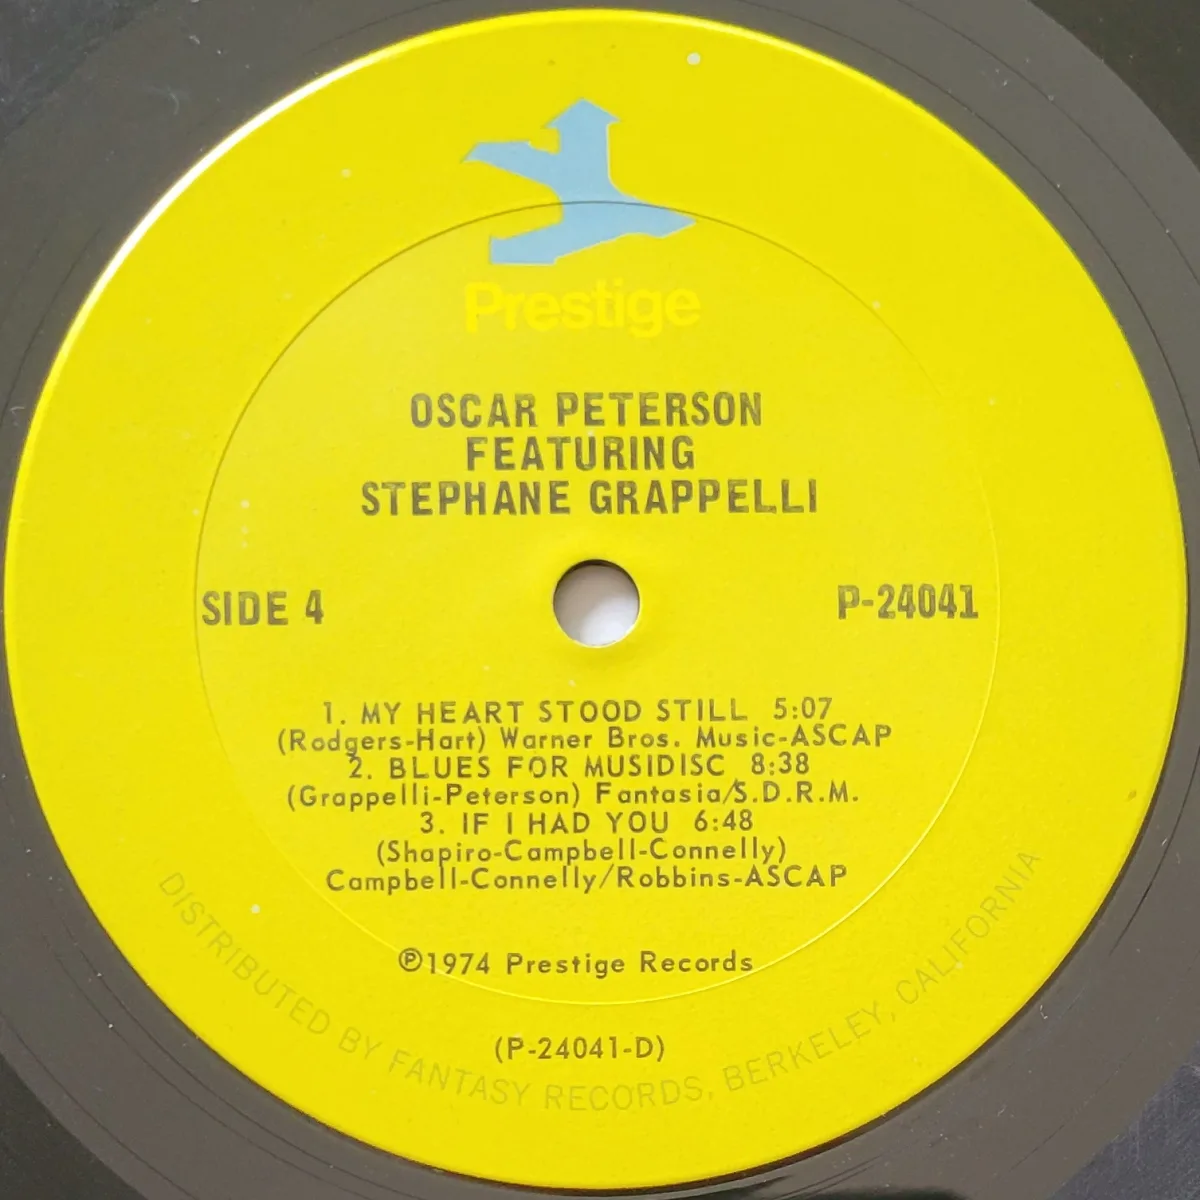 Prestige
OSCAR PETERSON
FEATURING
STEPHANE GRAPPELLI
SIDE 4
P-24041
1. MY HEART STOOD STILL 5:07
(Rodgers-Hart) Warner Bros. Music-ASCAP
2. BLUES FOR MUSIDISC 8:38
(Grappelli-Peterson) Fantasia/S.D.R.M.
3. IF I HAD YOU 6:48
(Shapiro-Campbell-Connelly)
Campbell-Connelly/Robbins-ASCAP
℗1974 Prestige Records
(P-24041-D)
DISTRIBUTED BY FANTASY RECORDS, BERKELEY, CALIFORNIA